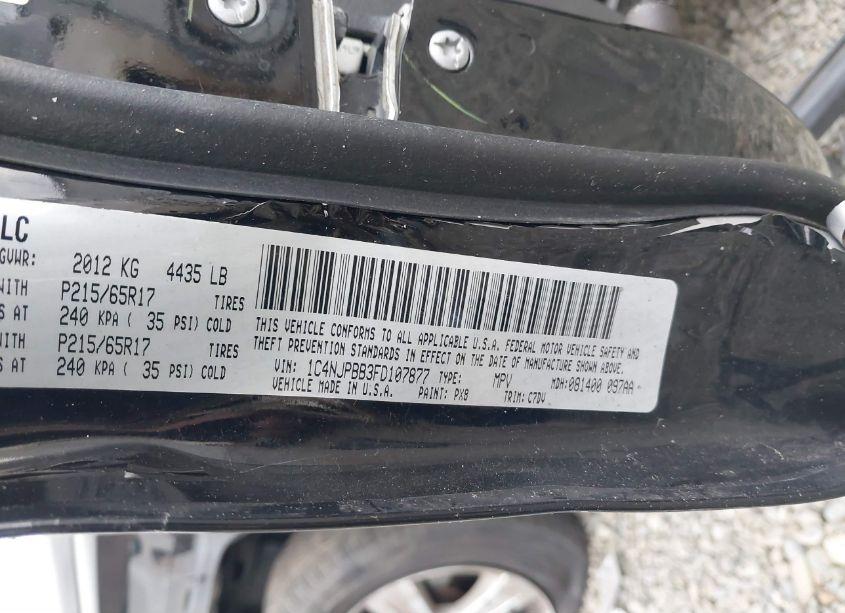 LC
GVWR: 2012 KG 4435 LB
WITH P215/65R17 TIRES
S AT 240 KPA ( 35 PSI) COLD
WITH P215/65R17 TIRES
S AT 240 KPA ( 35 PSI) COLD
THIS VEHICLE CONFORMS TO ALL APPLICABLE U.S.A. FEDERAL MOTOR VEHICLE SAFETY AND
THEFT PREVENTION STANDARDS IN EFFECT ON THE DATE OF MANUFACTURE SHOWN ABOVE.
VIN: 1C4NJPBB3FD107877 TYPE: MPV MDH:081400 097AA
VEHICLE MADE IN U.S.A. PAINT: PX8 TRIM: C7DV